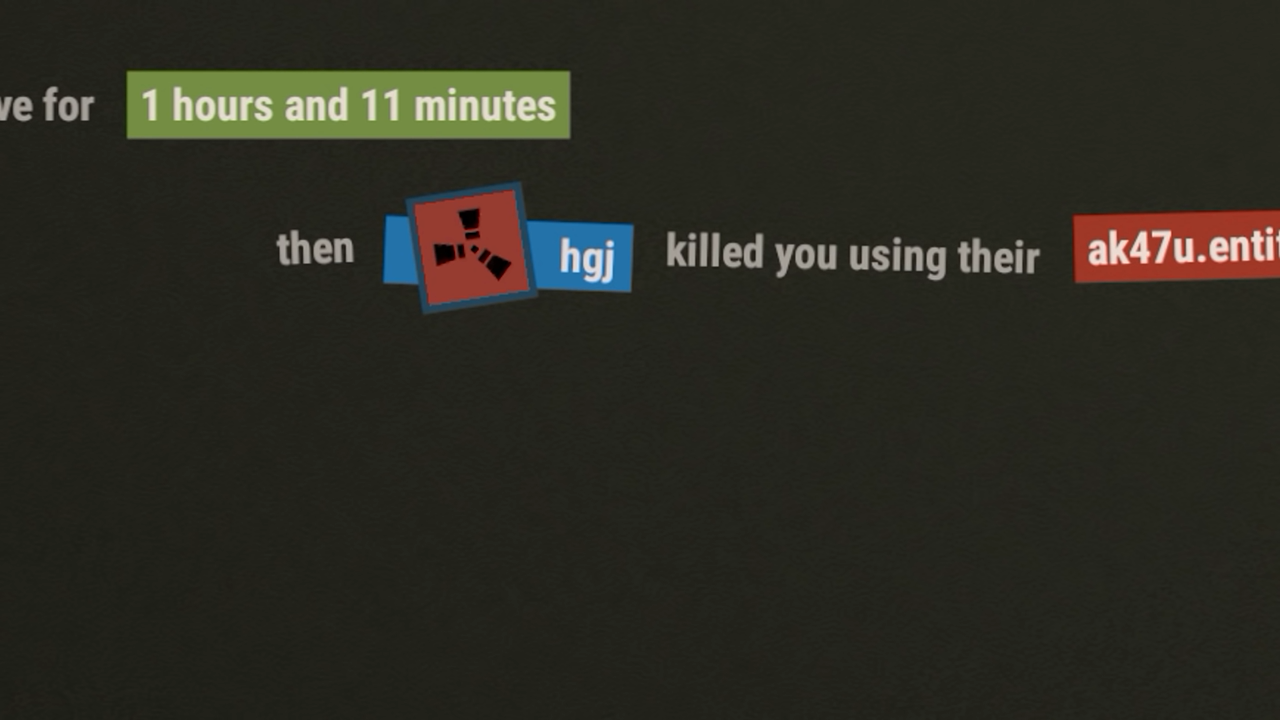 ve for 1 hours and 11 minutes
then hgj killed you using their ak47u.entit